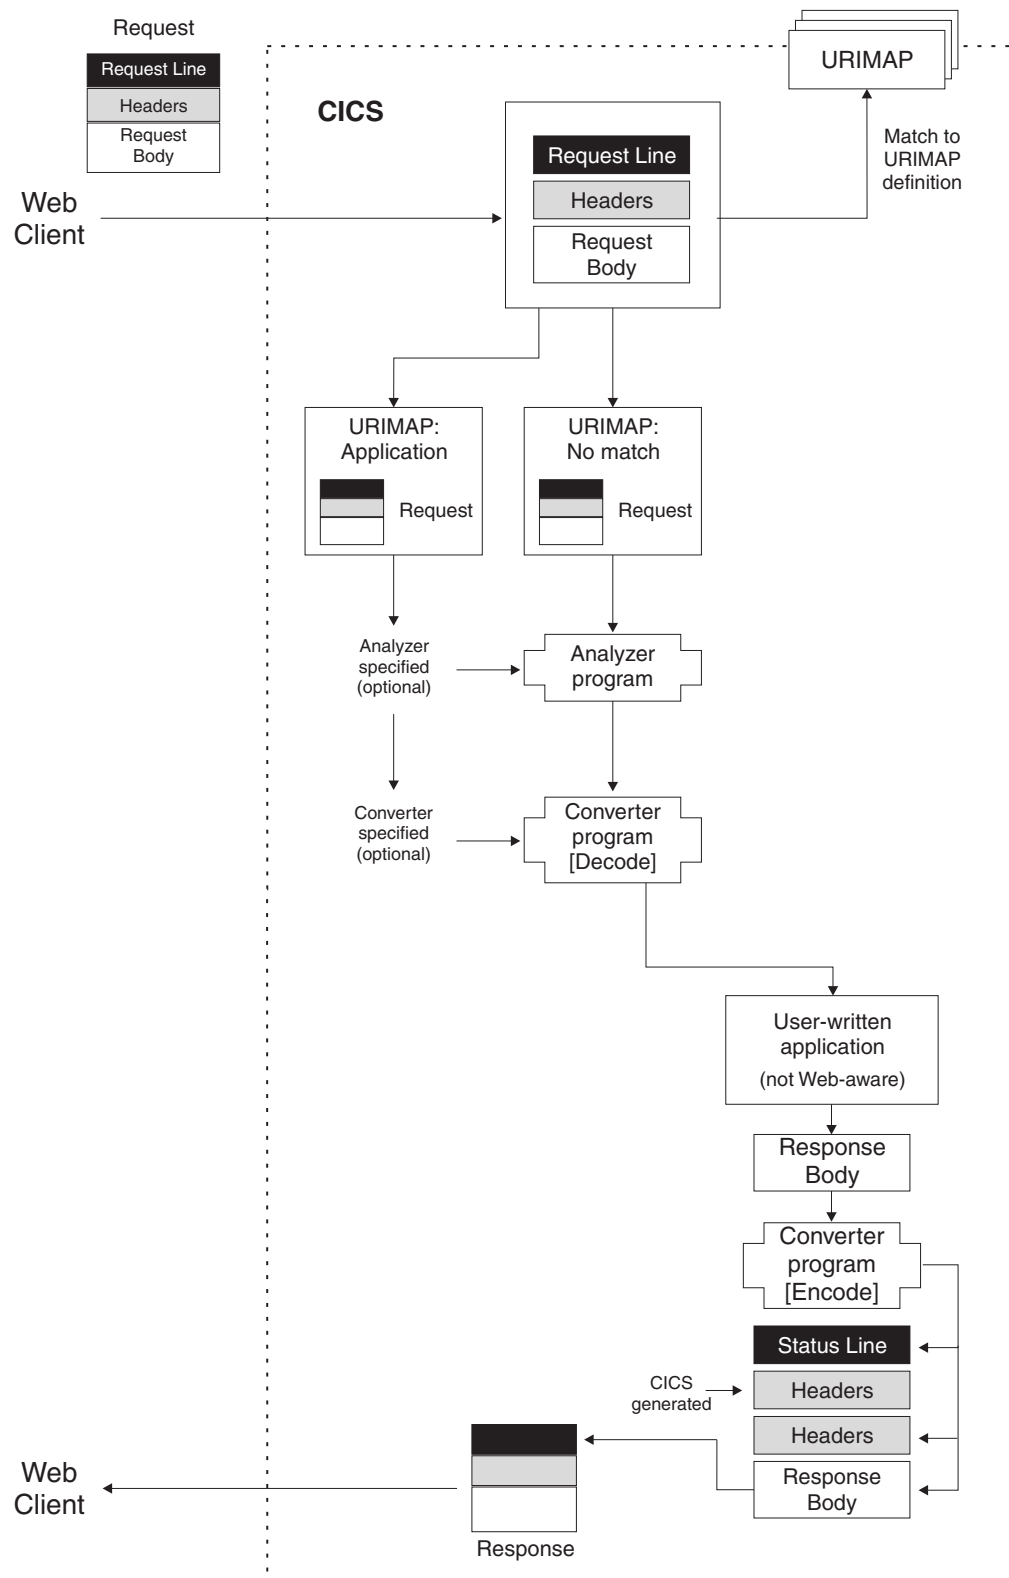 Request
Request Line
Headers
Request
Body
URIMAP
CICS
Request Line
Headers
Request
Body
Match to
URIMAP
definition
Web
Client
URIMAP:
Application
Request
URIMAP:
No match
Request
Analyzer
specified
(optional)
Analyzer
program
Converter
specified
(optional)
Converter
program
[Decode]
User-written
application
(not Web-aware)
Response
Body
Converter
program
[Encode]
Status Line
CICS
generated
Headers
Headers
Response
Body
Web
Client
Response